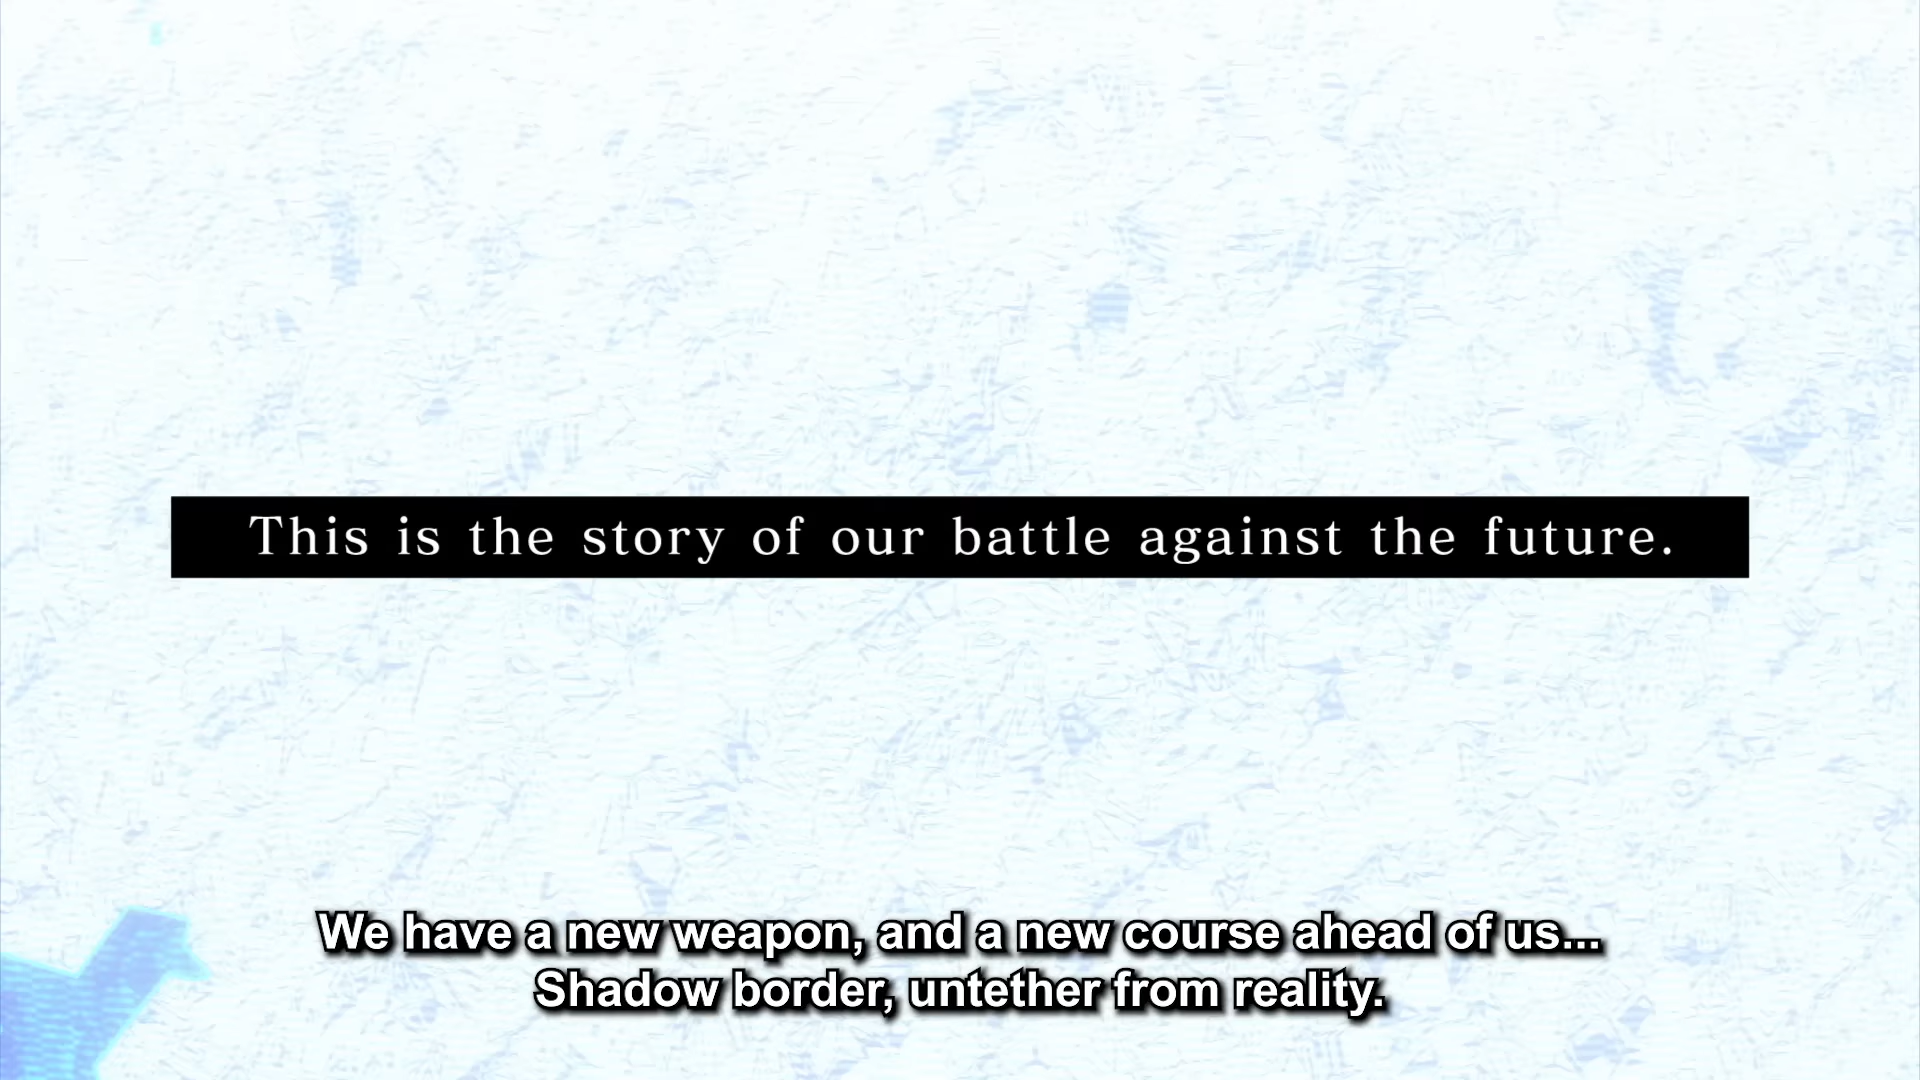 This is the story of our battle against the future.
We have a new weapon, and a new course ahead of us...
Shadow border, untether from reality.